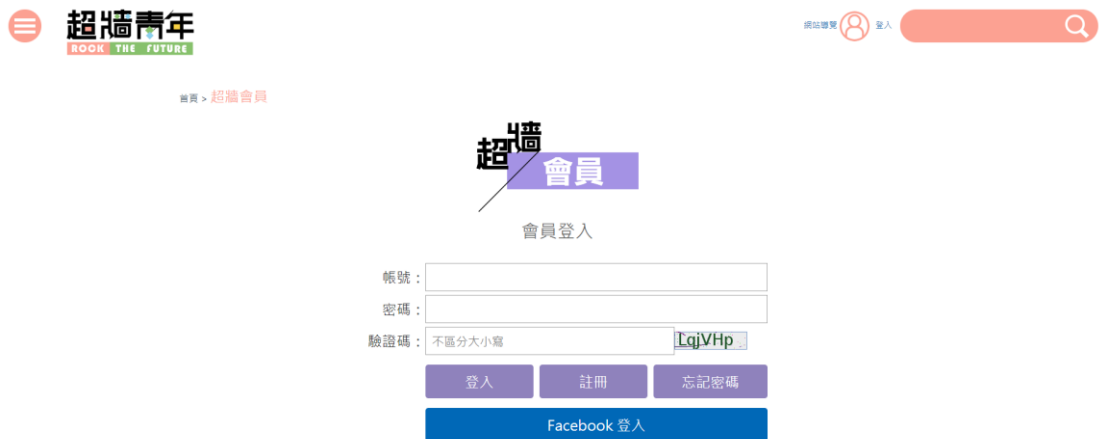 超牆青年
ROCK THE FUTURE
網站導覽 登入
首頁 > 超牆會員
超牆
會員
會員登入
帳號：
密碼：
驗證碼： 不區分大小寫 LqjVHp
登入 註冊 忘記密碼
Facebook 登入